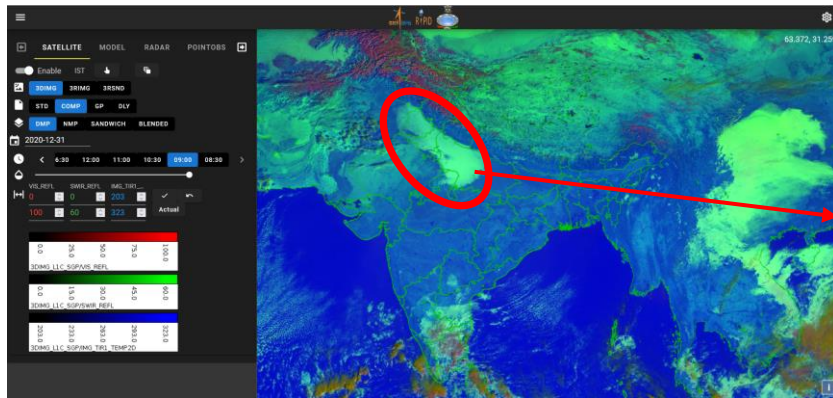 RAPID
63.372, 31.25
SATELLITE MODEL RADAR POINTOBS
Enable IST
3DIMG 3RIMG 3RSND
STD COMP GP DLY
DMP NMP SANDWICH BLENDED
2020-12-31
6:30 12:00 11:00 10:30 09:00 08:30
VIS_REFL SWIR_REFL IMG_TIR1_...
0 0 203
100 60 323
Actual
0.0 25.0 50.0 75.0 100.0
3DIMG_L1C_SGP/VIS_REFL
0.0 15.0 30.0 45.0 60.0
3DIMG_L1C_SGP/SWIR_REFL
203.0 233.0 263.0 293.0 323.0
3DIMG_L1C_SGP/IMG_TIR1_TEMP2D
i